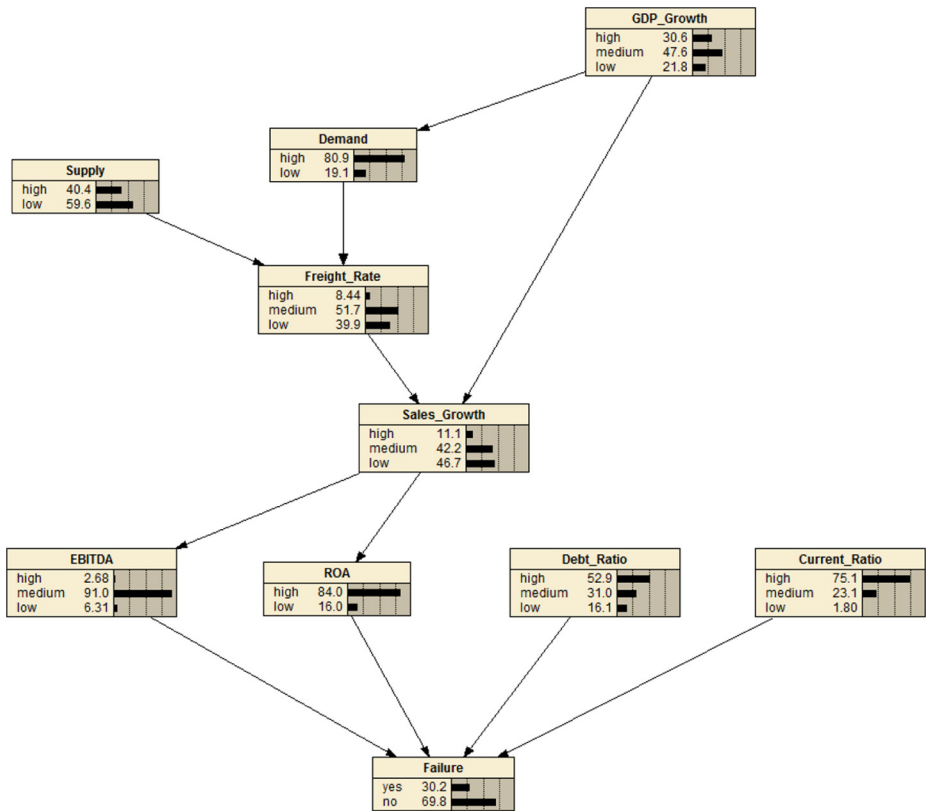 GDP_Growth
high 30.6
medium 47.6
low 21.8
Demand
high 80.9
low 19.1
Supply
high 40.4
low 59.6
Freight_Rate
high 8.44
medium 51.7
low 39.9
Sales_Growth
high 11.1
medium 42.2
low 46.7
EBITDA
high 2.68
medium 91.0
low 6.31
ROA
high 84.0
low 16.0
Debt_Ratio
high 52.9
medium 31.0
low 16.1
Current_Ratio
high 75.1
medium 23.1
low 1.80
Failure
yes 30.2
no 69.8